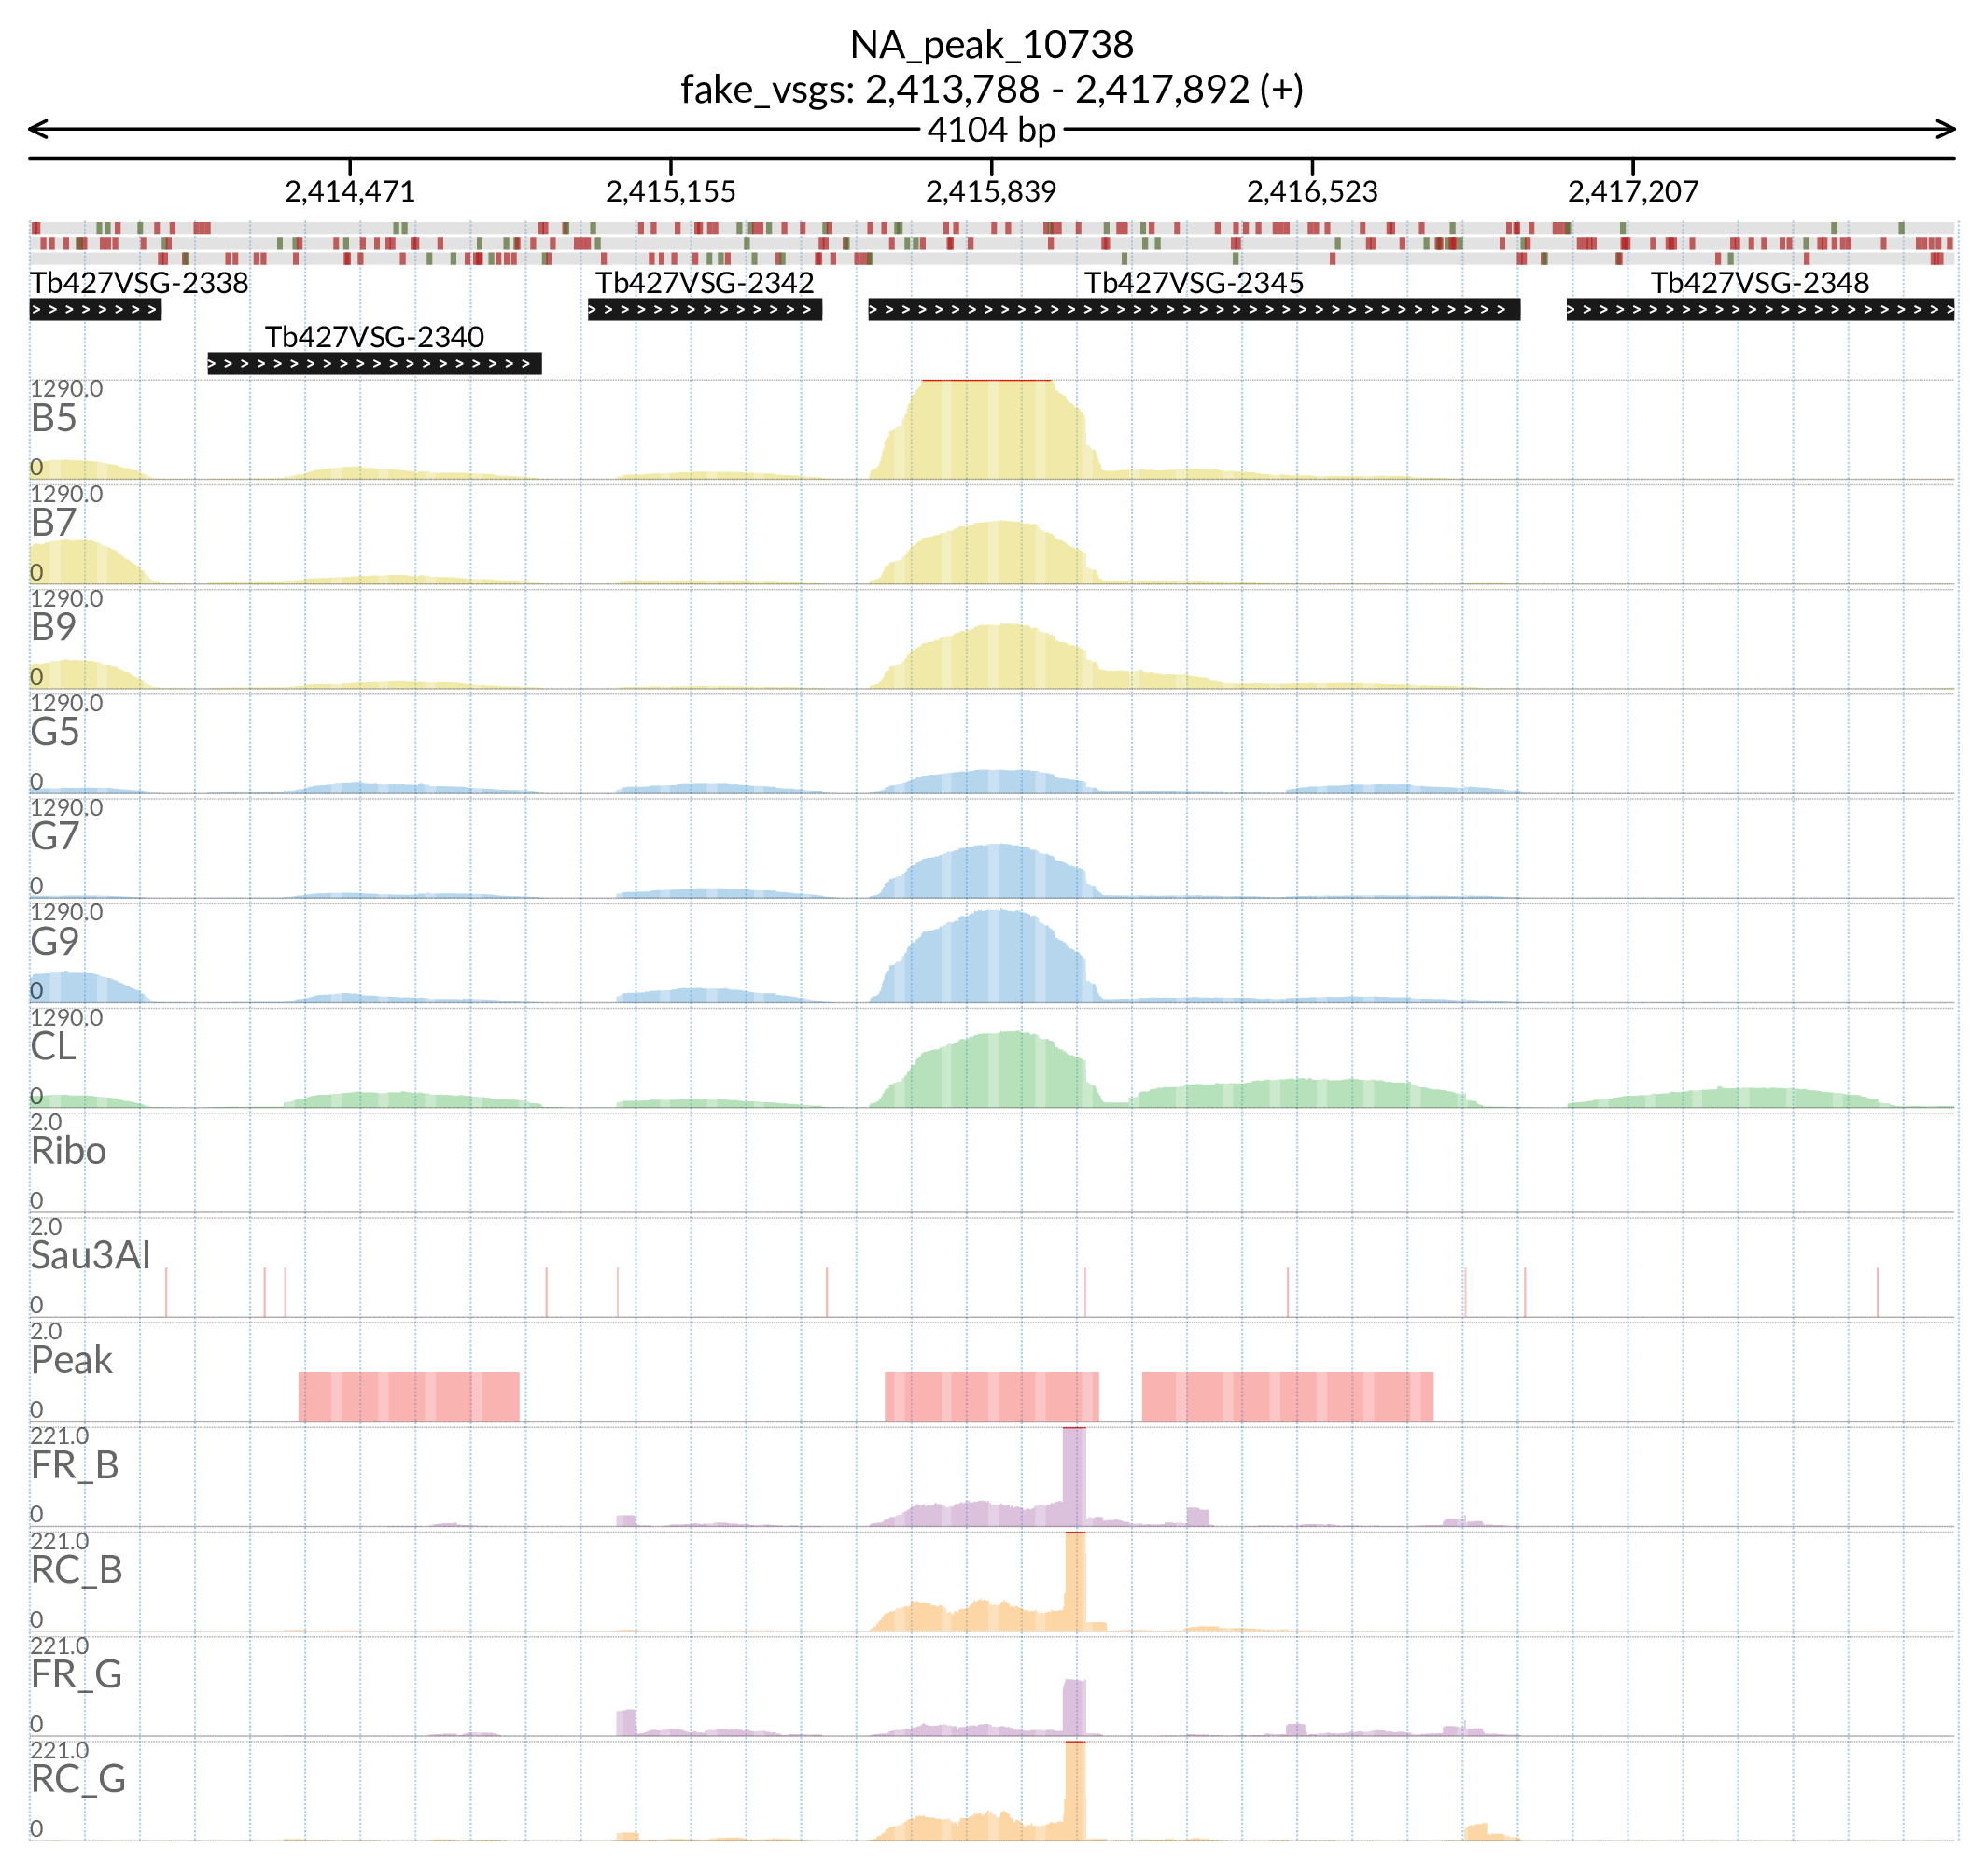 NA_peak_10738
fake_vsgs: 2,413,788 - 2,417,892 (+)
4104 bp
2,414,471 2,415,155 2,415,839 2,416,523 2,417,207
Tb427VSG-2338 Tb427VSG-2342 Tb427VSG-2345 Tb427VSG-2348
Tb427VSG-2340
1290.0
B5
0
1290.0
B7
0
1290.0
B9
0
1290.0
G5
0
1290.0
G7
0
1290.0
G9
0
1290.0
CL
0
2.0
Ribo
0
2.0
Sau3AI
0
2.0
Peak
0
221.0
FR_B
0
221.0
RC_B
0
221.0
FR_G
0
221.0
RC_G
0